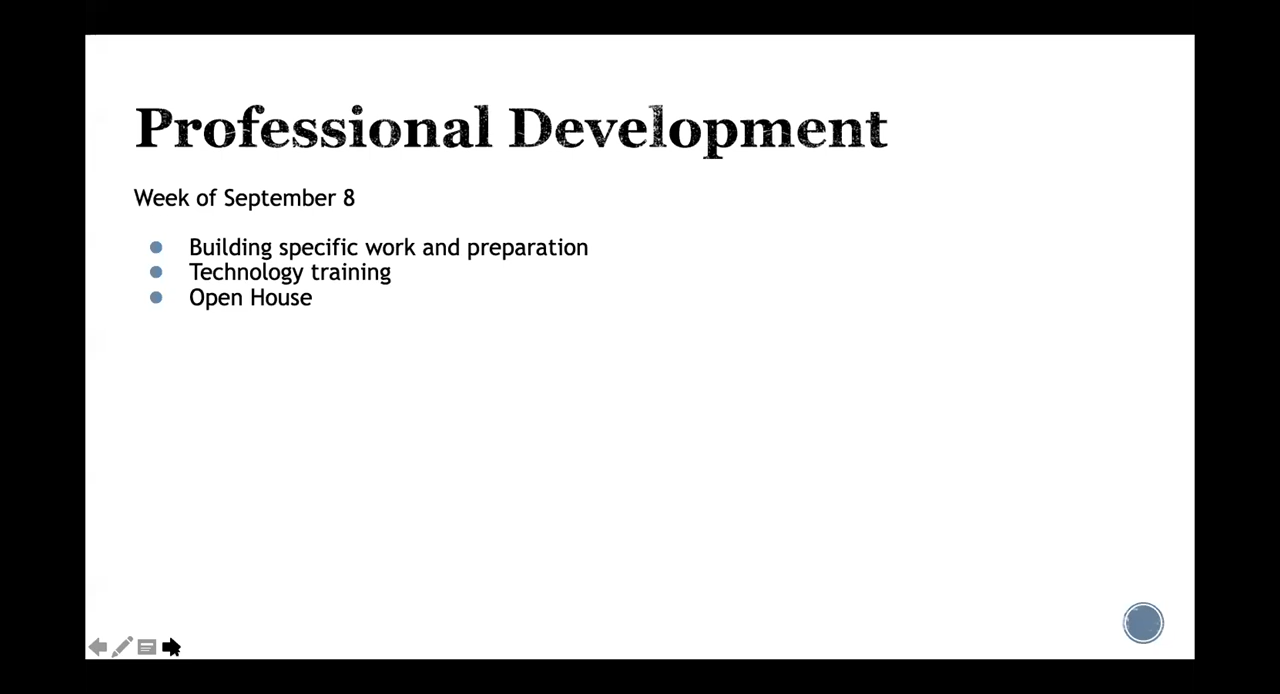 Professional Development
Week of September 8
Building specific work and preparation
Technology training
Open House